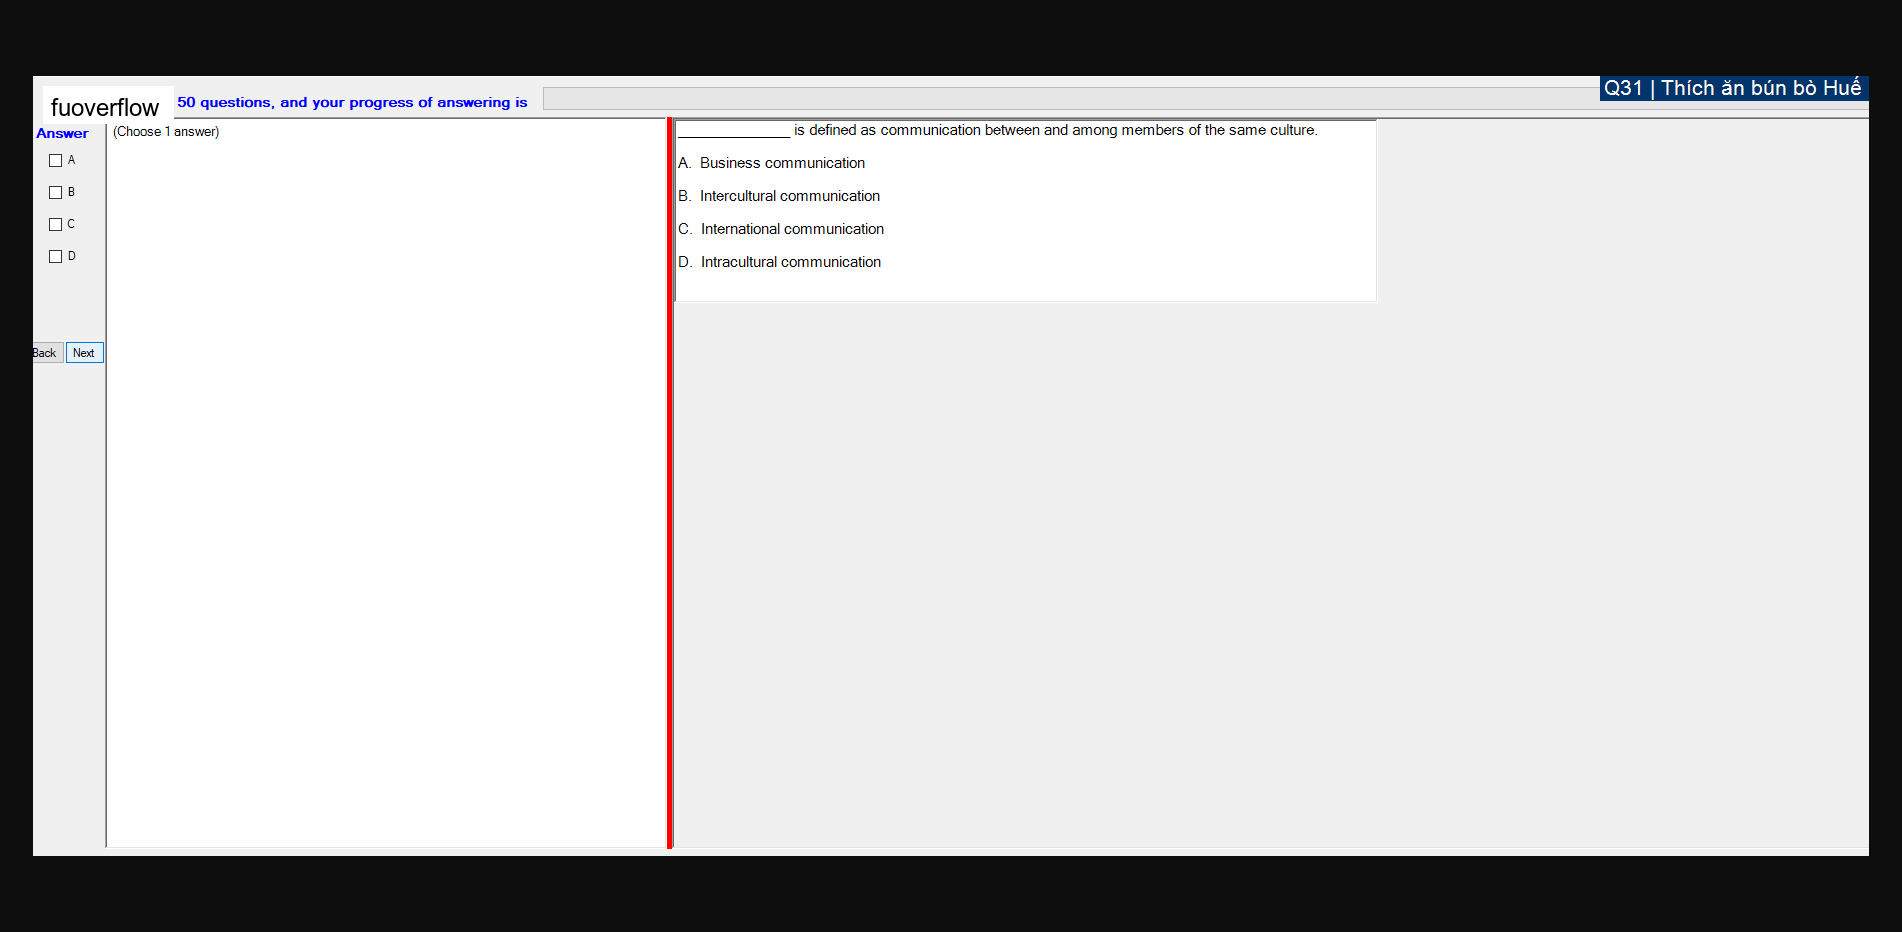 Q31 | Thích ăn bún bò Huế
fuoverflow 50 questions, and your progress of answering is
Answer
(Choose 1 answer)
A
B
C
D
Back Next
______________ is defined as communication between and among members of the same culture.
A. Business communication
B. Intercultural communication
C. International communication
D. Intracultural communication